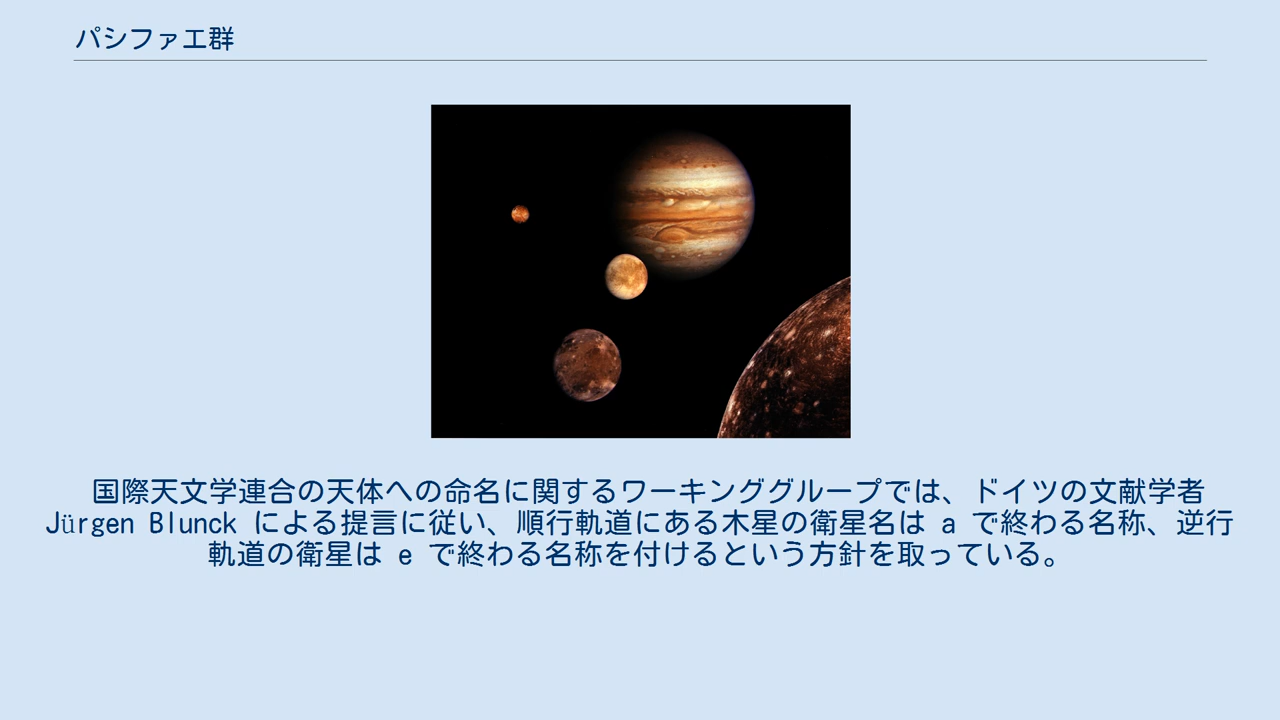 パシファエ群
国際天文学連合の天体への命名に関するワーキンググループでは、ドイツの文献学者
Jürgen Blunck による提言に従い、順行軌道にある木星の衛星名は a で終わる名称、逆行
軌道の衛星は e で終わる名称を付けるという方針を取っている。